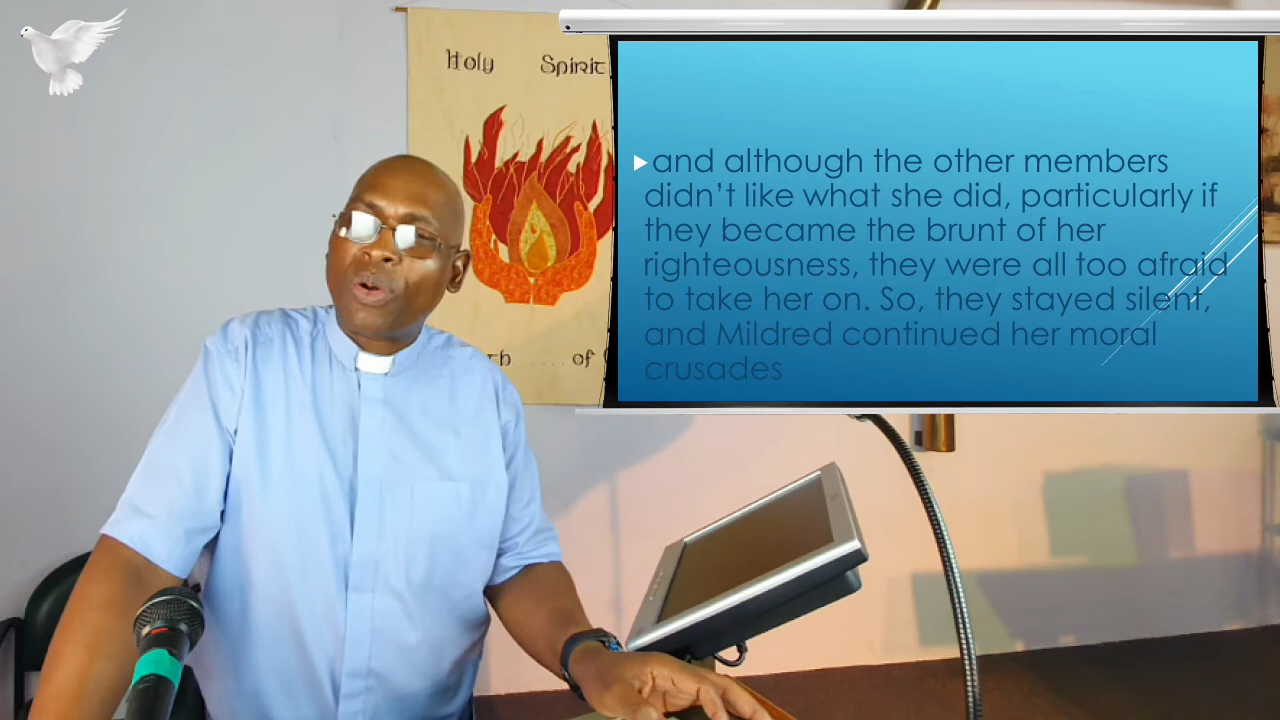 Holy Spirit
and although the other members
didn't like what she did, particularly if
they became the brunt of her
righteousness, they were all too afraid
to take her on. So, they stayed silent,
and Mildred continued her moral
crusades
of